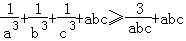 1/a³ + 1/b³ + 1/c³ + abc ⩾ 3/abc + abc